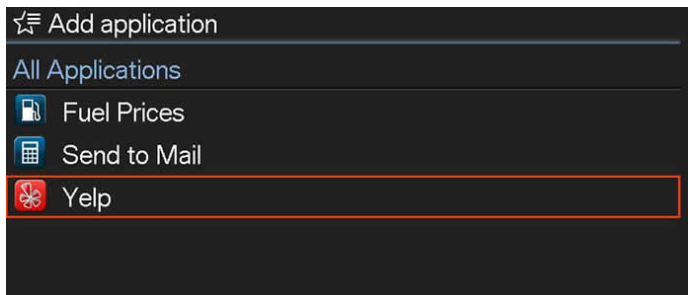 Add application
All Applications
Fuel Prices
Send to Mail
Yelp